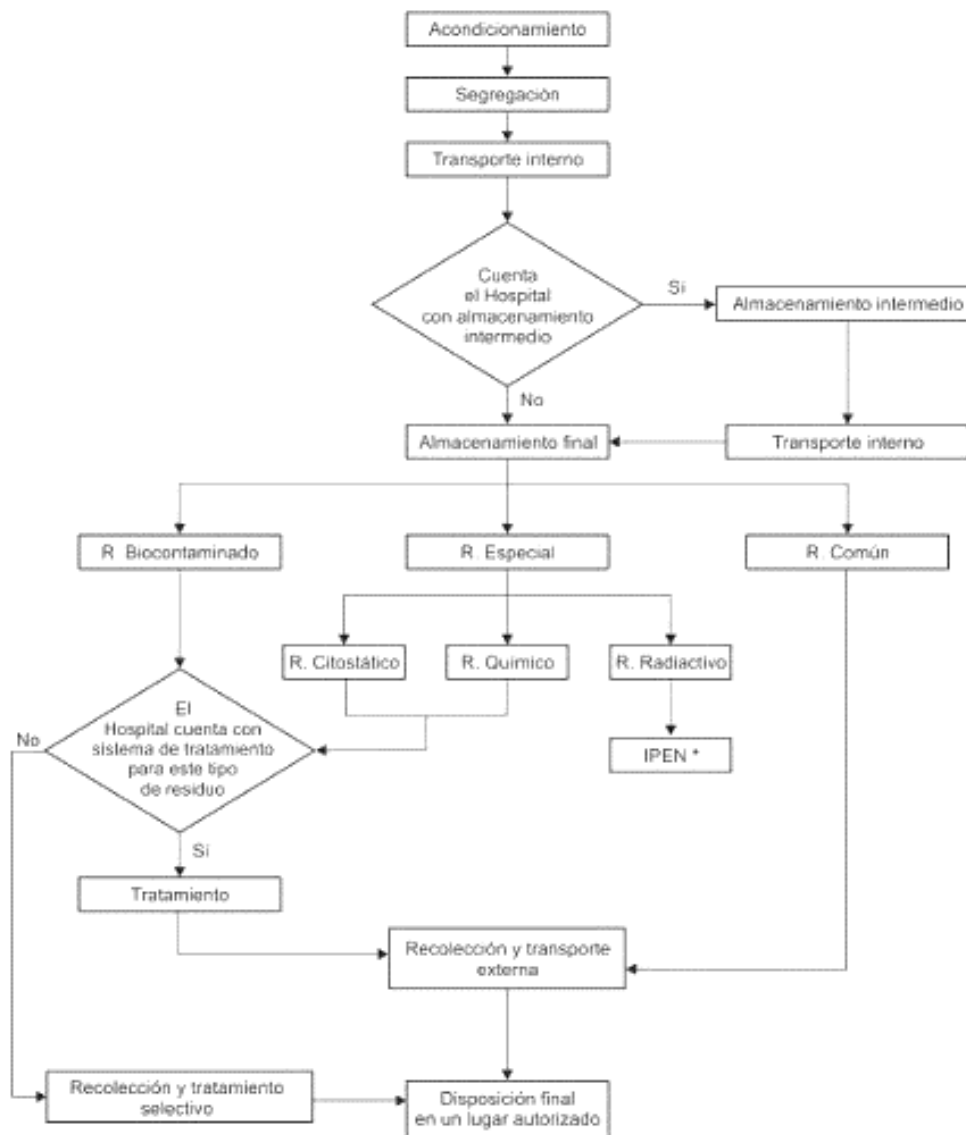 Acondicionamiento
Segregación
Transporte interno
Cuenta
el Hospital
con almacenamiento
intermedio
Si
Almacenamiento intermedio
No
Almacenamiento final
Transporte interno
R. Biocontaminado
R. Especial
R. Común
R. Citostático
R. Quimico
R. Radiactivo
El
Hospital cuenta con
sistema de tratamiento
para este tipo
de residuo
No
IPEN *
Si
Tratamiento
Recolección y transporte
externa
Recolección y tratamiento
selectivo
Disposición final
en un lugar autorizado